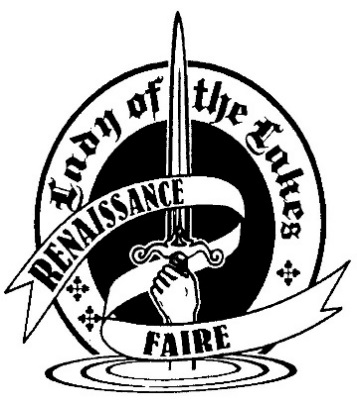 Lady of the Lakes
RENAISSANCE
FAIRE